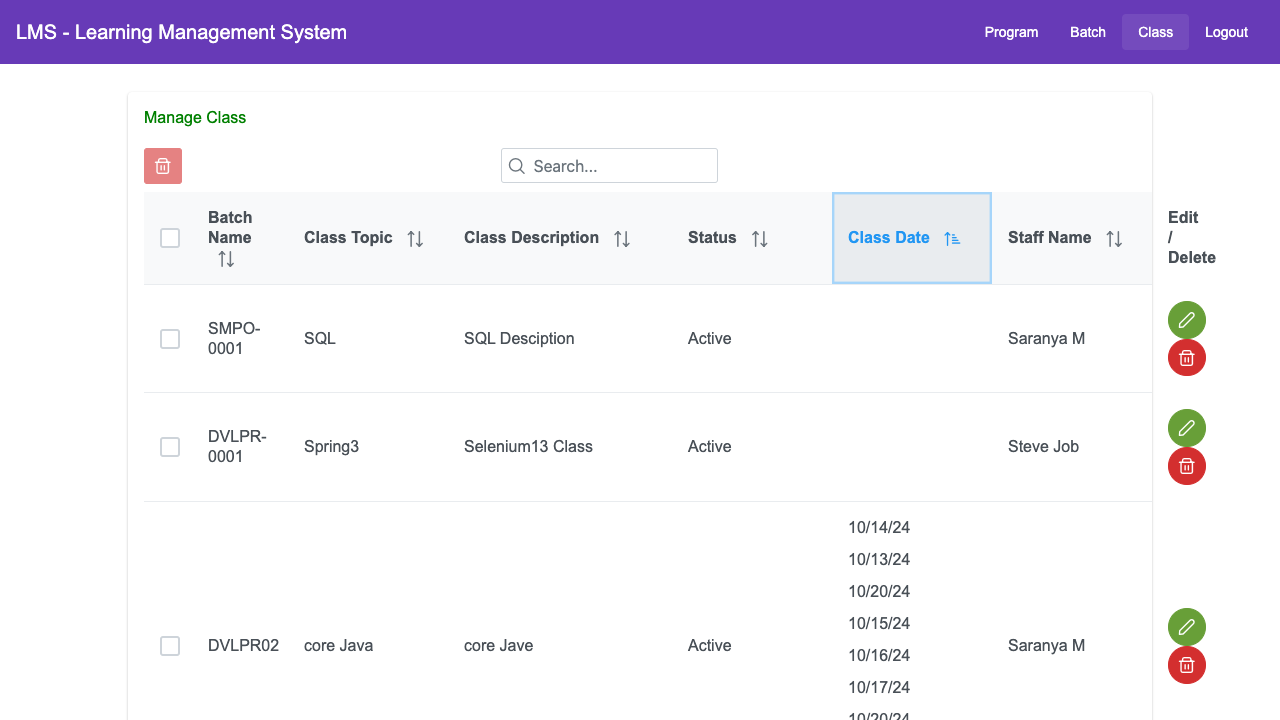 LMS - Learning Management System
Program
Batch
Class
Logout
Manage Class
Search...
Batch Name
Class Topic
Class Description
Status
Class Date
Staff Name
Edit / Delete
SMPO-0001
SQL
SQL Desciption
Active
Saranya M
DVLPR-0001
Spring3
Selenium13 Class
Active
Steve Job
DVLPR02
core Java
core Jave
Active
10/14/24
10/13/24
10/20/24
10/15/24
10/16/24
10/17/24
10/20/24
Saranya M